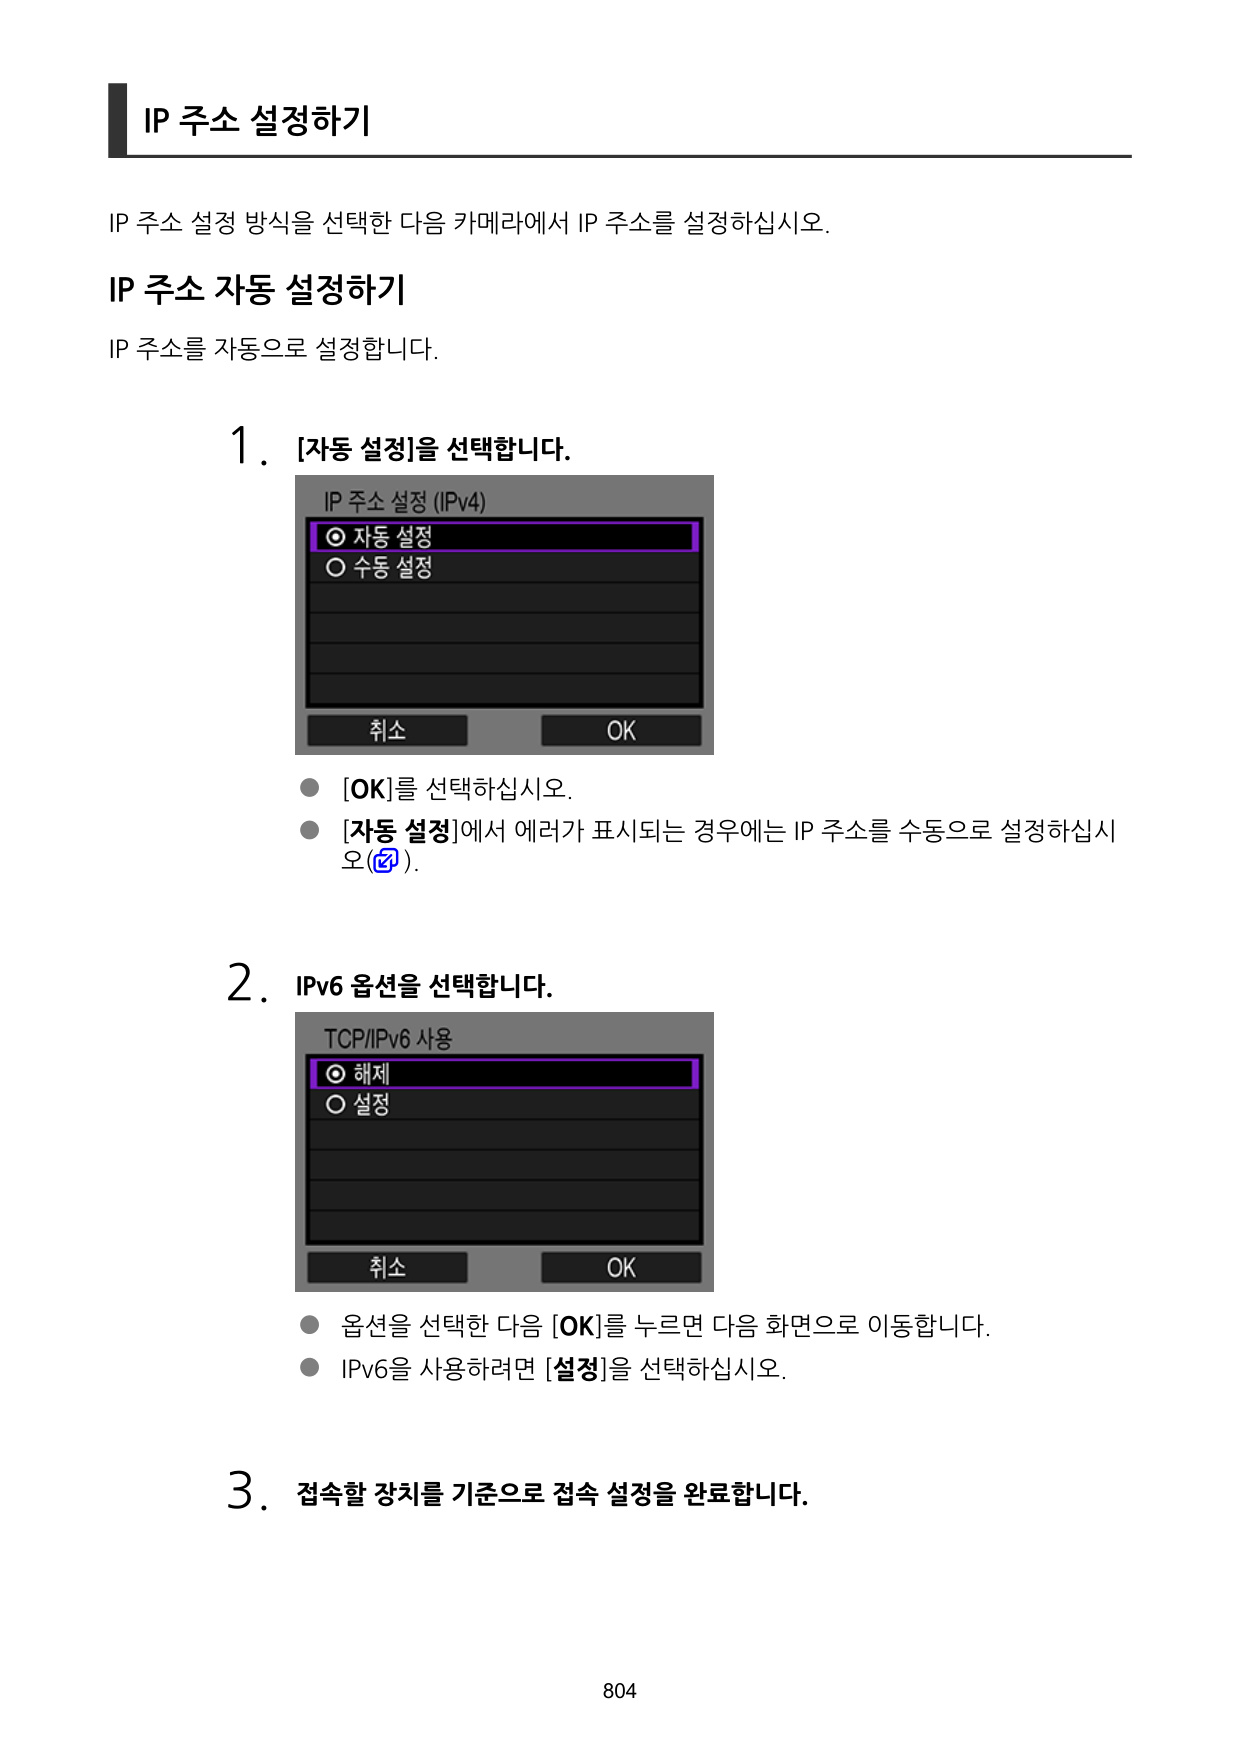 IP 주소 설정하기
IP 주소 설정 방식을 선택한 다음 카메라에서 IP 주소를 설정하십시오.
IP 주소 자동 설정하기
IP 주소를 자동으로 설정합니다.
1. [자동 설정]을 선택합니다.
IP 주소 설정 (IPv4)
자동 설정
수동 설정
취소 OK
● [OK]를 선택하십시오.
● [자동 설정]에서 에러가 표시되는 경우에는 IP 주소를 수동으로 설정하십시
오( ).
2. IPv6 옵션을 선택합니다.
TCP/IPv6 사용
해제
설정
취소 OK
● 옵션을 선택한 다음 [OK]를 누르면 다음 화면으로 이동합니다.
● IPv6을 사용하려면 [설정]을 선택하십시오.
3. 접속할 장치를 기준으로 접속 설정을 완료합니다.
804